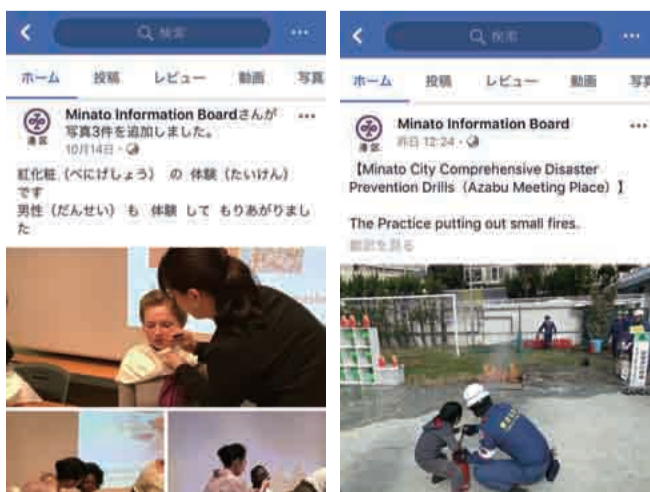 検索
ホーム 投稿 レビュー 動画 写真
Minato Information Boardさんが
写真3件を追加しました。
10月14日
港区
紅化粧（べにげしょう） の 体験（たいけん）
です
男性（だんせい） も 体験 して もりあがりまし
た
検索
ホーム 投稿 レビュー 動画 写真
Minato Information Board
昨日 12:24
港区
【Minato City Comprehensive Disaster
Prevention Drills（Azabu Meeting Place）】
The Practice putting out small fires.
翻訳を見る